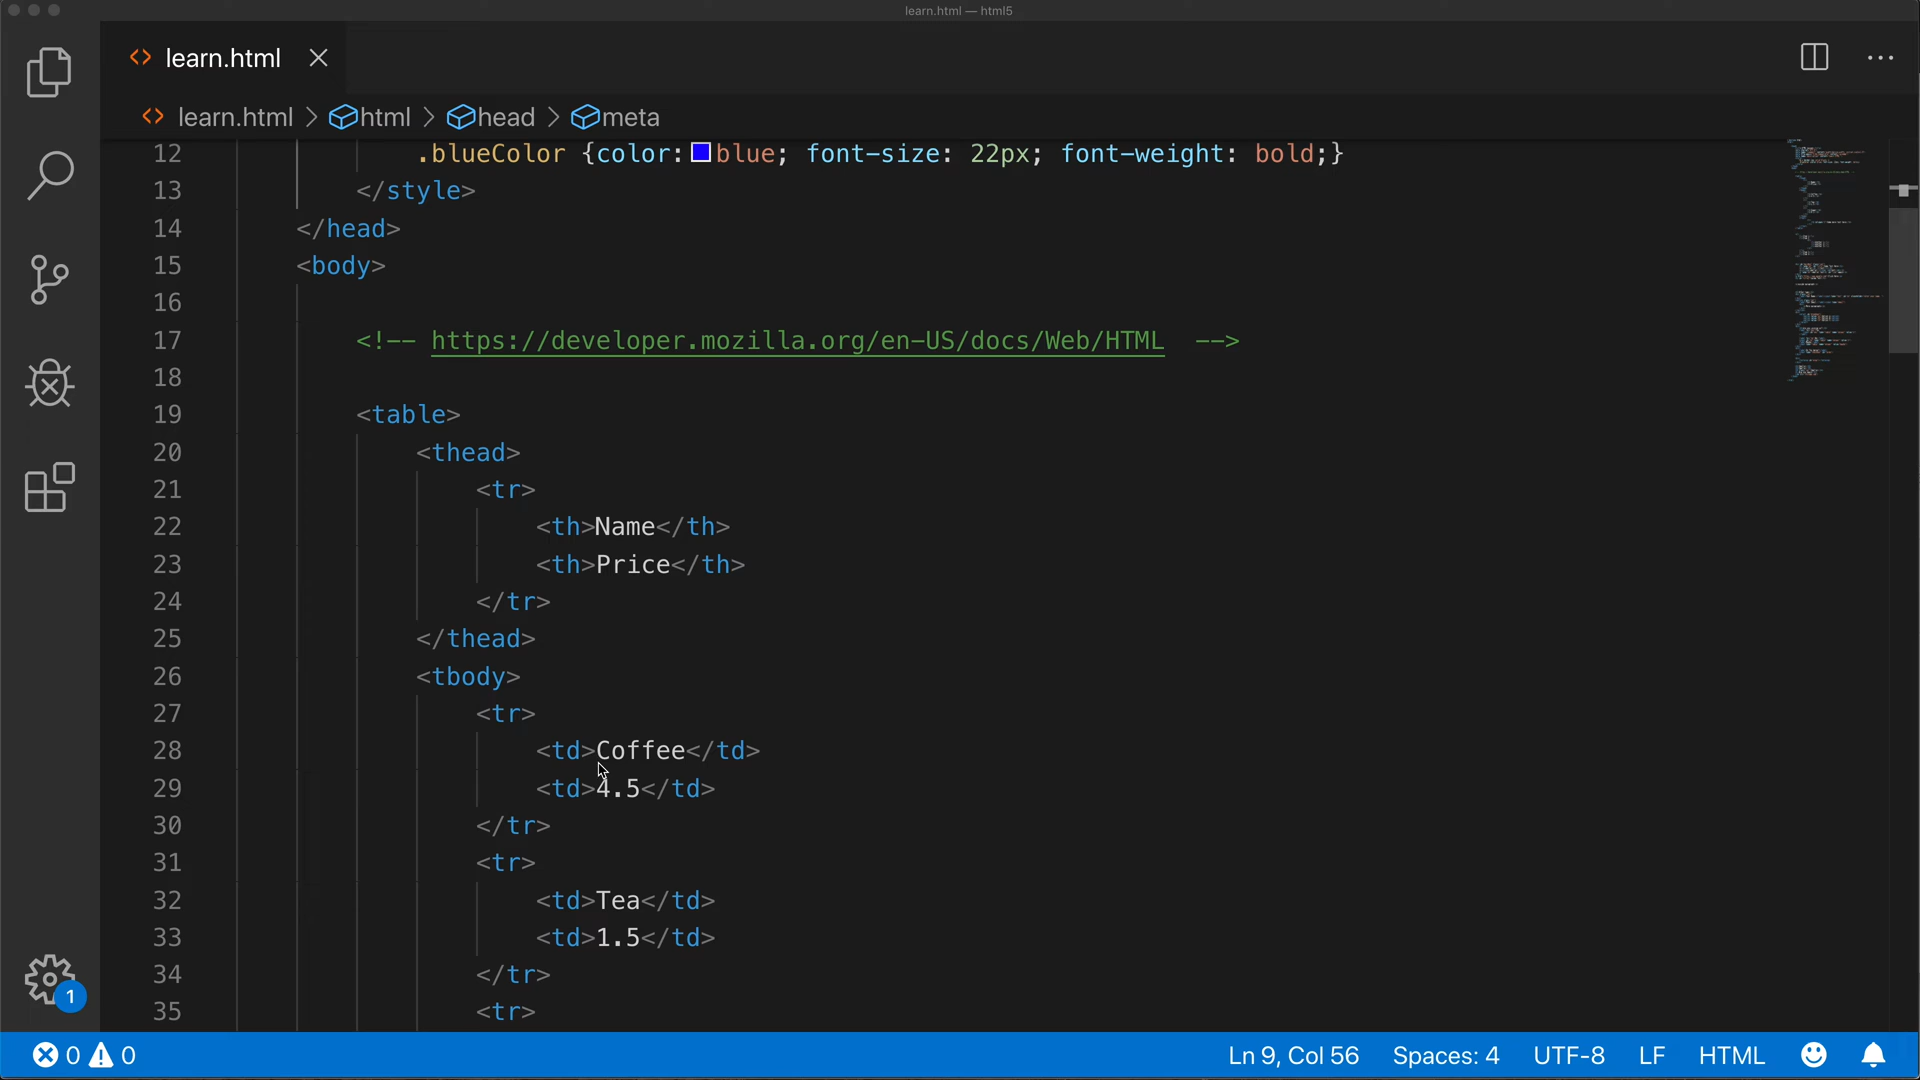 learn.html — html5
learn.html
learn.html > html > head > meta
12 .blueColor {color: blue; font-size: 22px; font-weight: bold;}
13 </style>
14 </head>
15 <body>
16
17 <!-- https://developer.mozilla.org/en-US/docs/Web/HTML -->
18
19 <table>
20 <thead>
21 <tr>
22 <th>Name</th>
23 <th>Price</th>
24 </tr>
25 </thead>
26 <tbody>
27 <tr>
28 <td>Coffee</td>
29 <td>4.5</td>
30 </tr>
31 <tr>
32 <td>Tea</td>
33 <td>1.5</td>
34 </tr>
35 <tr>
1
0 0 Ln 9, Col 56 Spaces: 4 UTF-8 LF HTML